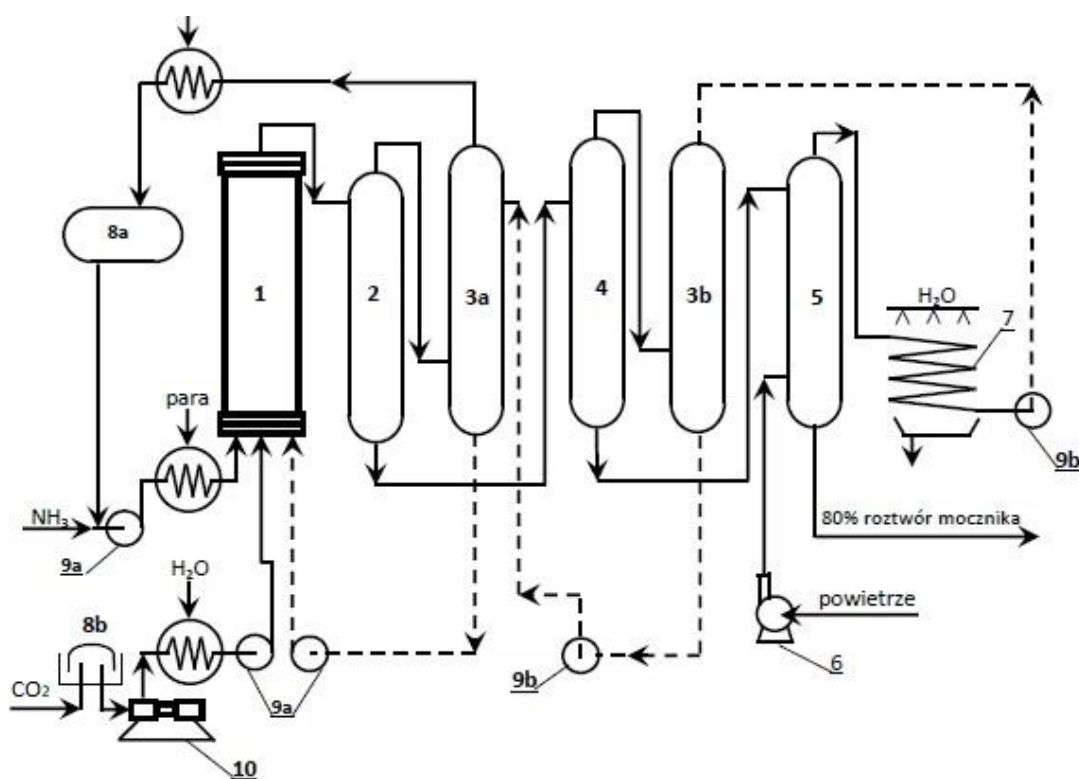 8a
1
2
3a
4
3b
5
H₂O
7
para
NH₃
9a
9b
80% roztwór mocznika
H₂O
8b
CO₂
9a
9b
powietrze
6
10